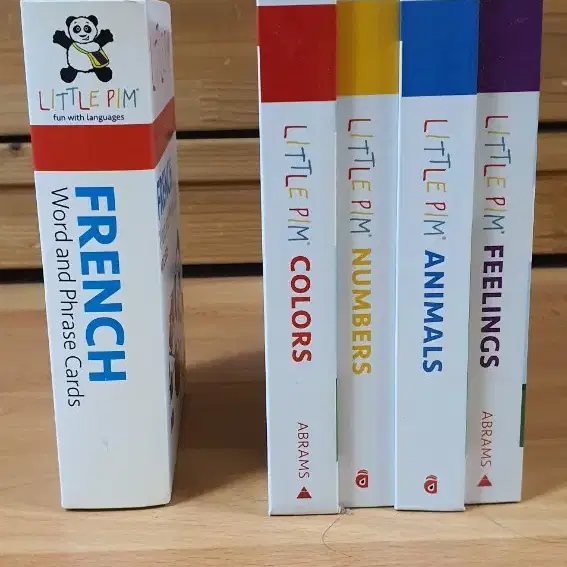 LITTLE PIM®
fun with languages
FRENCH
Word and Phrase Cards
LITTLE PIM® COLORS
ABRAMS
LITTLE PIM® NUMBERS
LITTLE PIM® ANIMALS
LITTLE PIM® FEELINGS
ABRAMS